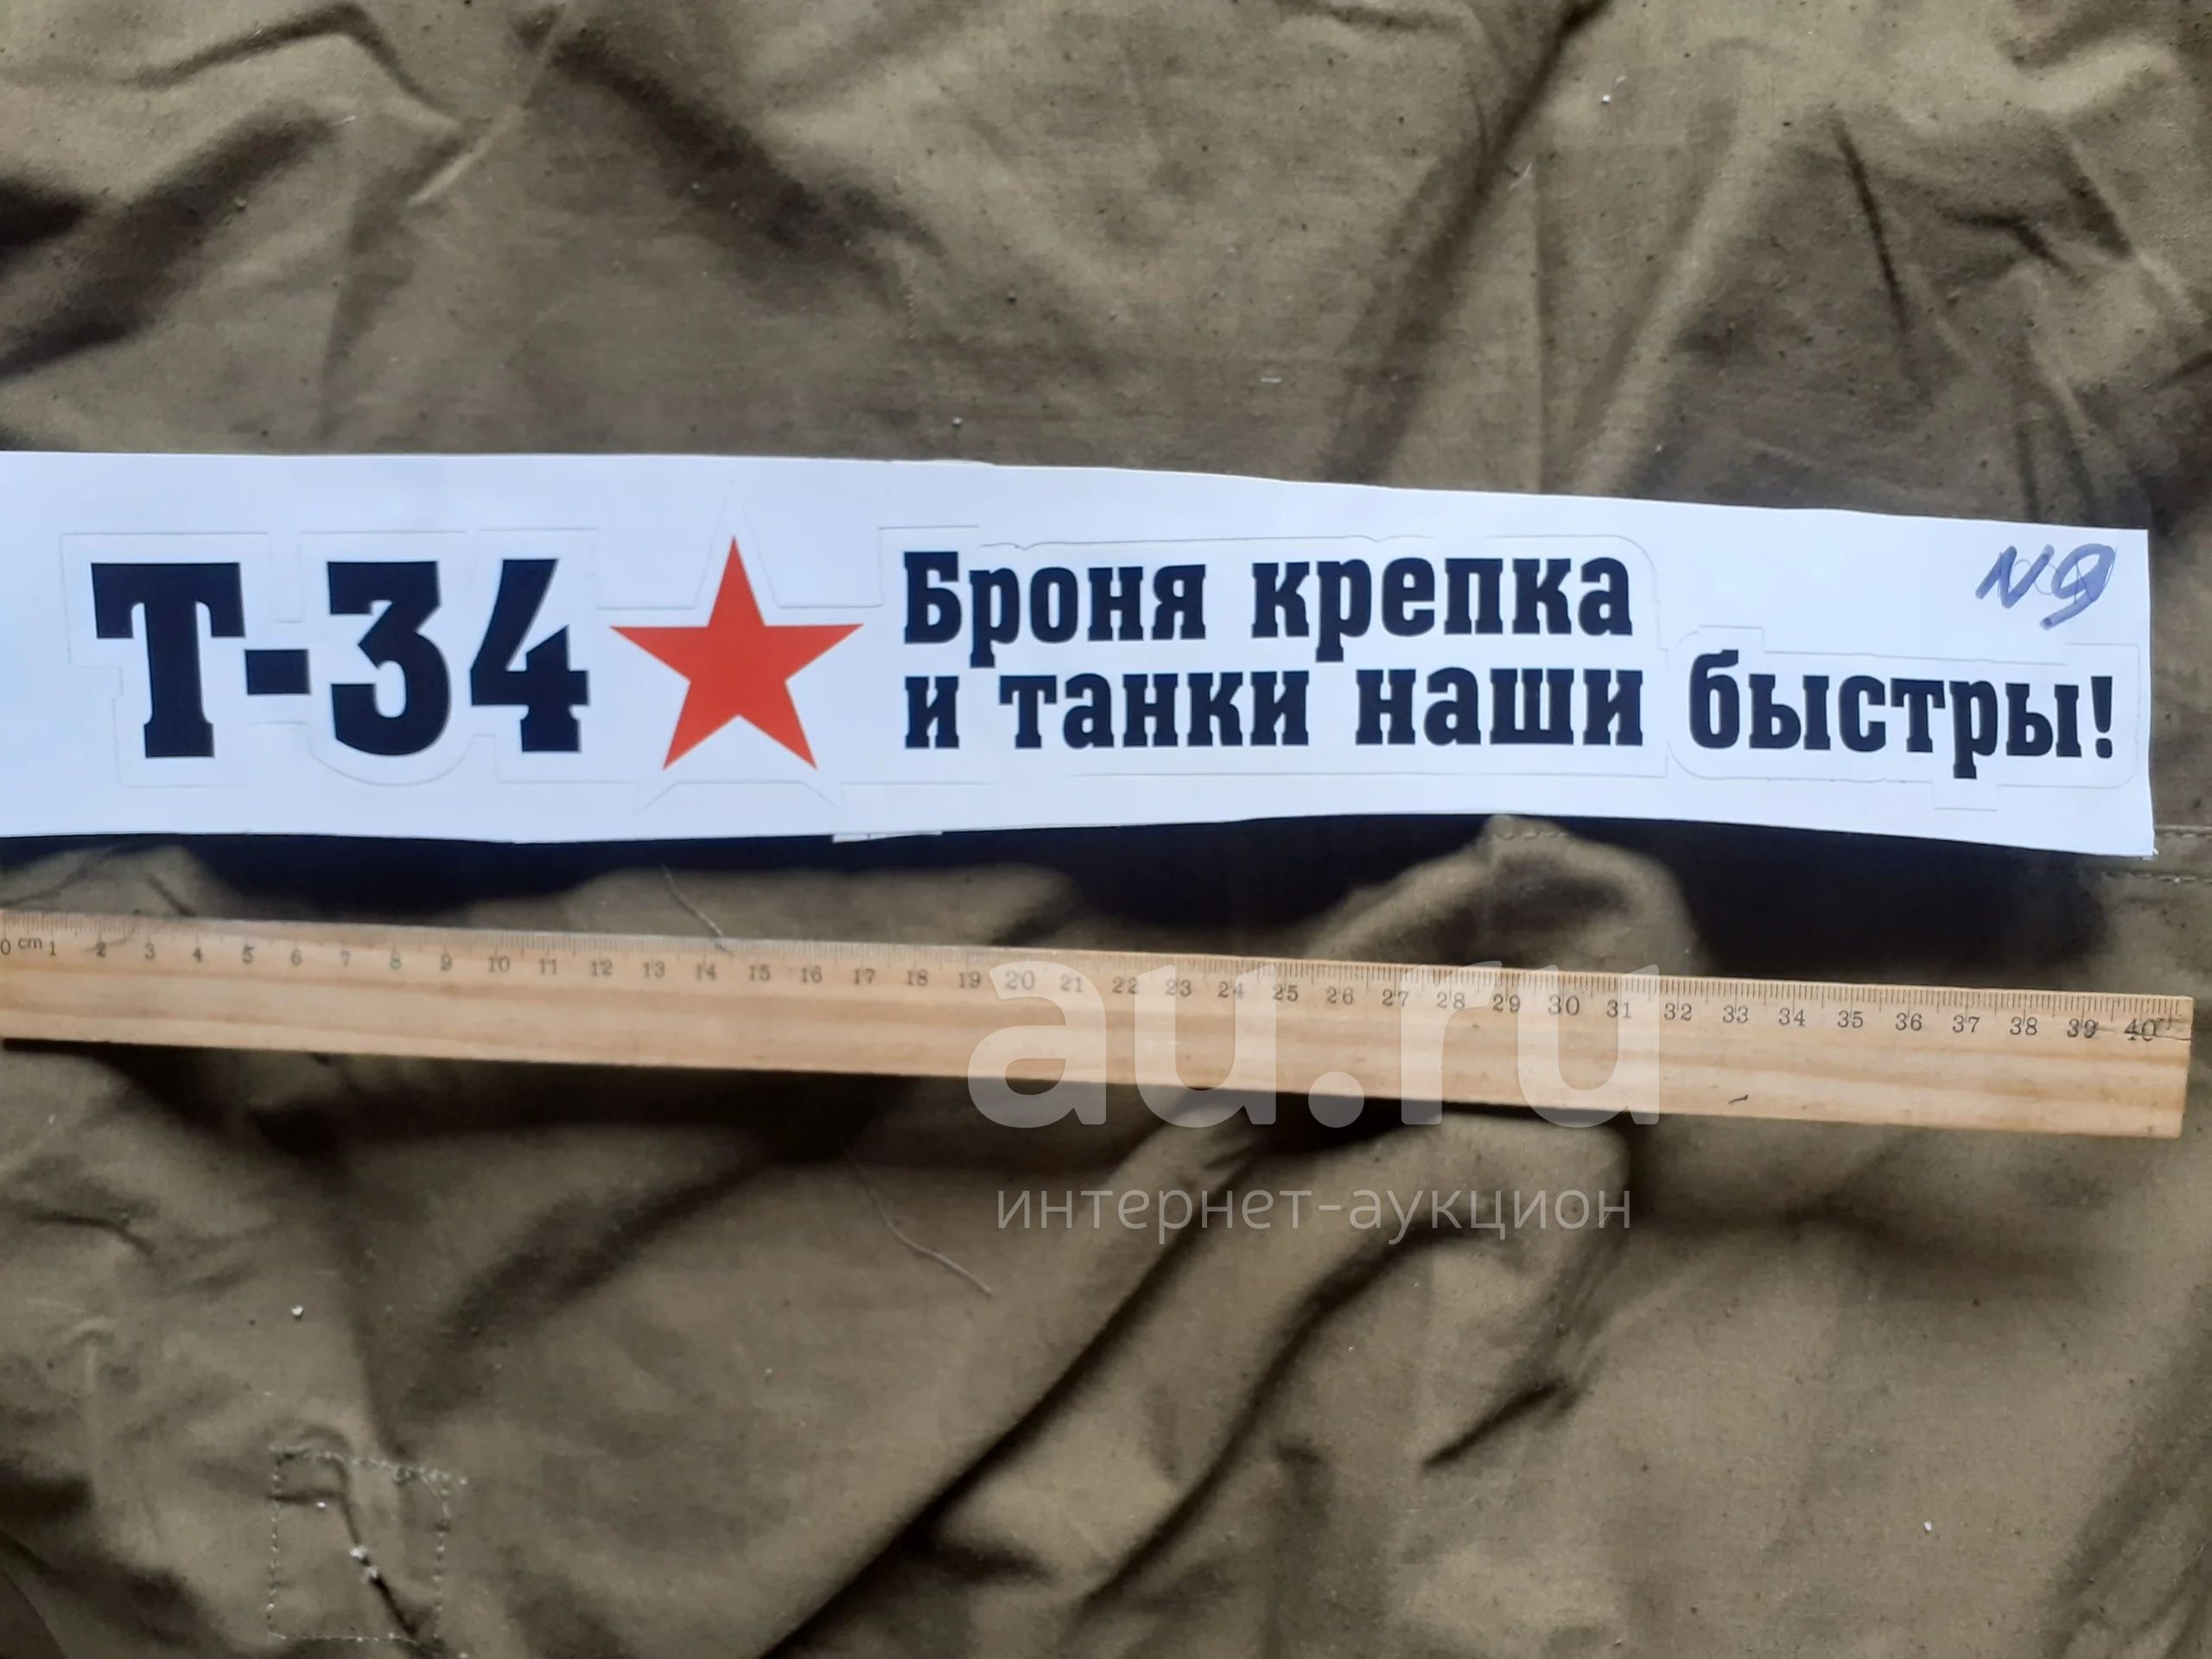 Т-34 Броня крепка
и танки наши быстры!
N9
0 cm 1 2 3 4 5 6 7 8 9 10 11 12 13 14 15 16 17 18 19 20 21 22 23 24 25 26 27 28 29 30 31 32 33 34 35 36 37 38 39 40
au.ru
интернет-аукцион